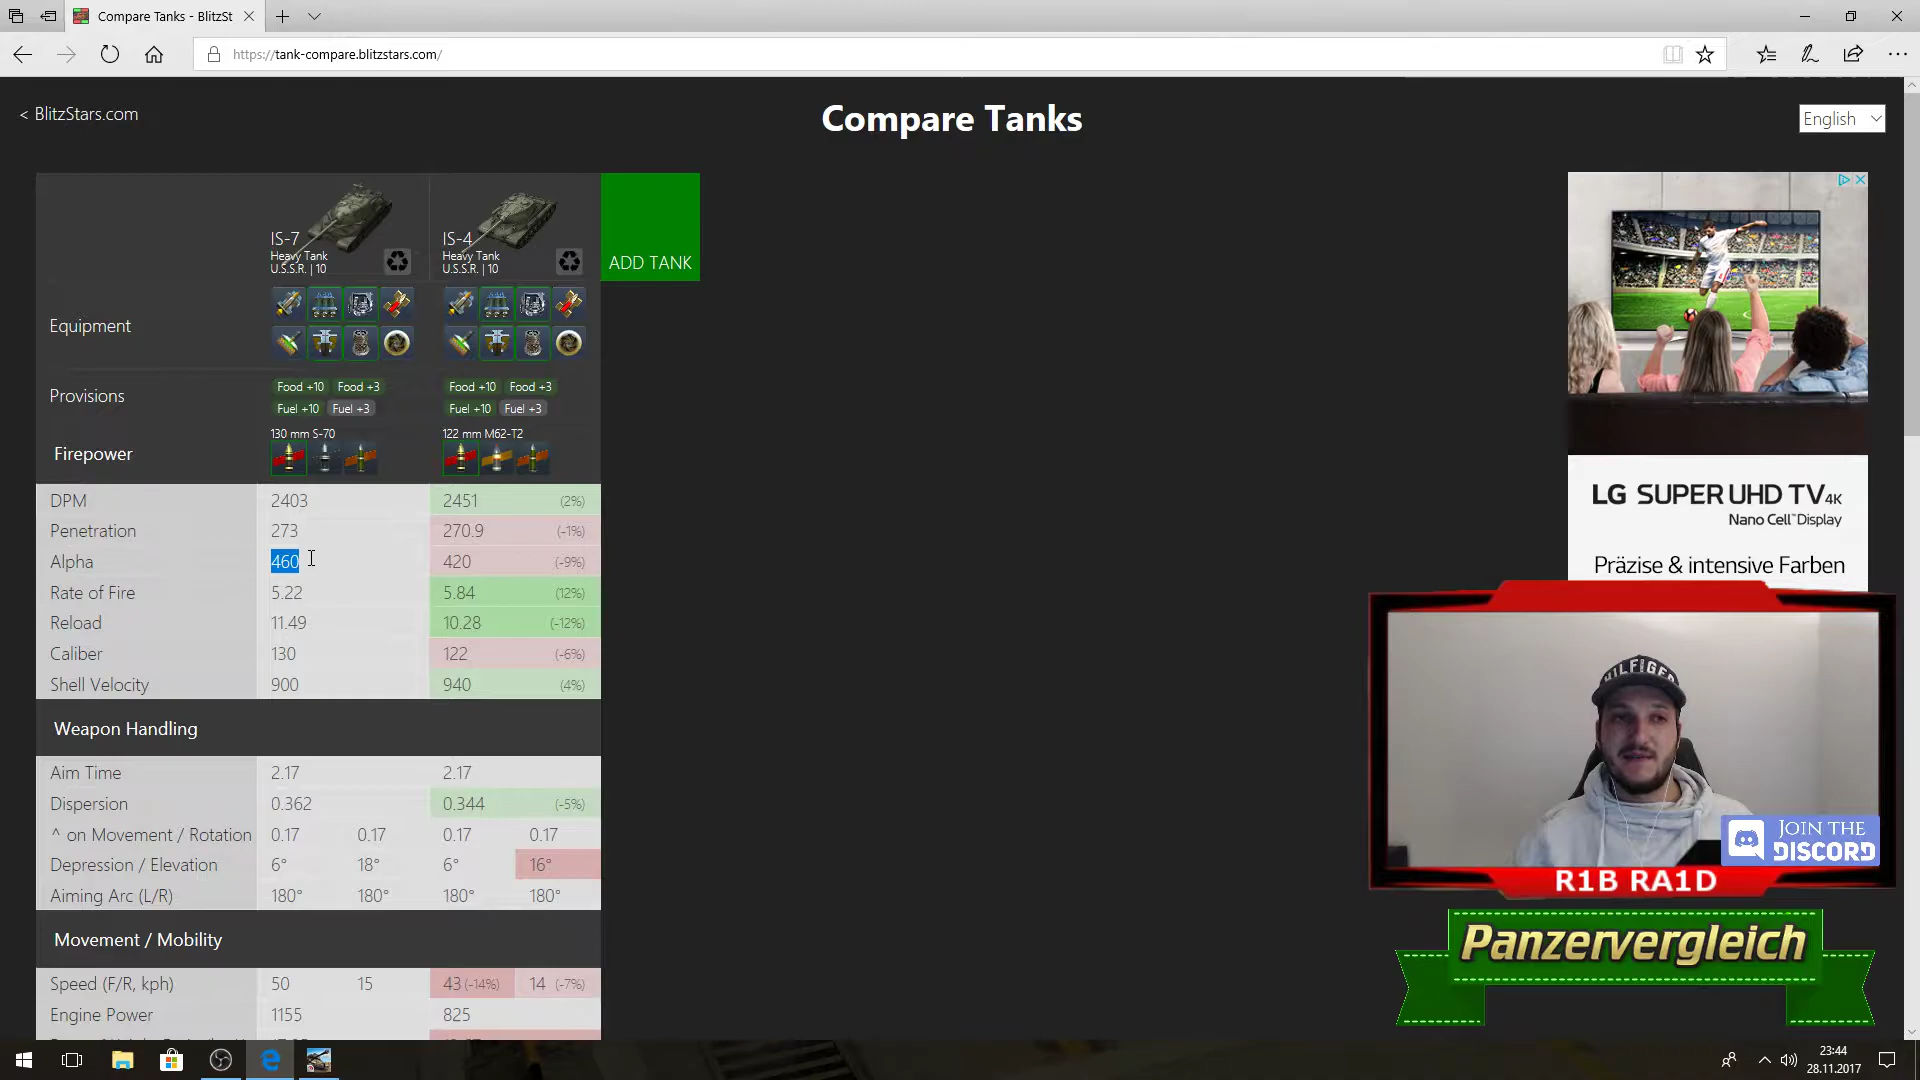 Compare Tanks - BlitzSt
https://tank-compare.blitzstars.com/
< BlitzStars.com
Compare Tanks
English
IS-7
Heavy Tank
U.S.S.R. | 10
IS-4
Heavy Tank
U.S.S.R. | 10
ADD TANK
Equipment
Provisions
Food +10 Food +3
Fuel +10 Fuel +3
Food +10 Food +3
Fuel +10 Fuel +3
Firepower
130 mm S-70
122 mm M62-T2
DPM 2403 2451 (2%)
Penetration 273 270.9 (-1%)
Alpha 460 420 (-9%)
Rate of Fire 5.22 5.84 (12%)
Reload 11.49 10.28 (-12%)
Caliber 130 122 (-6%)
Shell Velocity 900 940 (4%)
Weapon Handling
Aim Time 2.17 2.17
Dispersion 0.362 0.344 (-5%)
^ on Movement / Rotation 0.17 0.17 0.17 0.17
Depression / Elevation 6° 18° 6° 16°
Aiming Arc (L/R) 180° 180° 180° 180°
Movement / Mobility
Speed (F/R, kph) 50 15 43 (-14%) 14 (-7%)
Engine Power 1155 825
LG SUPER UHD TV 4K
Nano Cell™ Display
Präzise & intensive Farben
HILFIGER
JOIN THE
DISCORD
R1B RA1D
Panzervergleich
23:44
28.11.2017